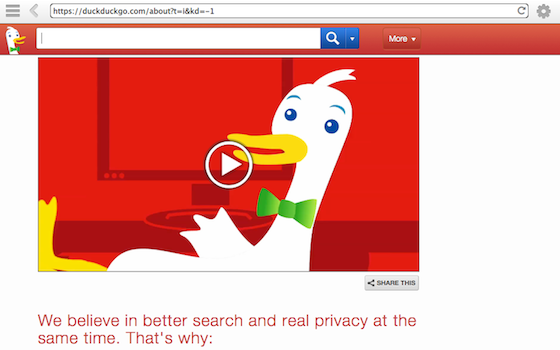 https://duckduckgo.com/about?t=i&kd=-1
More
SHARE THIS
We believe in better search and real privacy at the
same time. That's why: